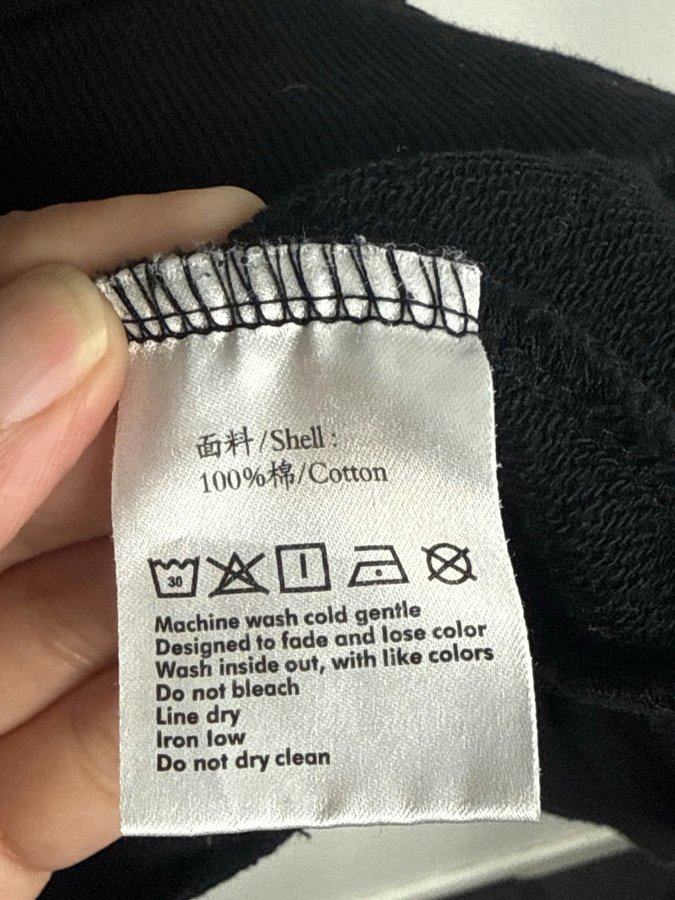 面料/Shell:
100%棉/Cotton
30
Machine wash cold gentle
Designed to fade and lose color
Wash inside out, with like colors
Do not bleach
Line dry
Iron low
Do not dry clean